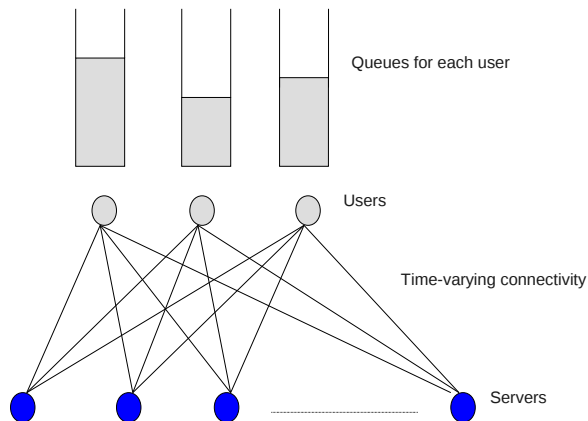 Queues for each user
Users
Time-varying connectivity
Servers